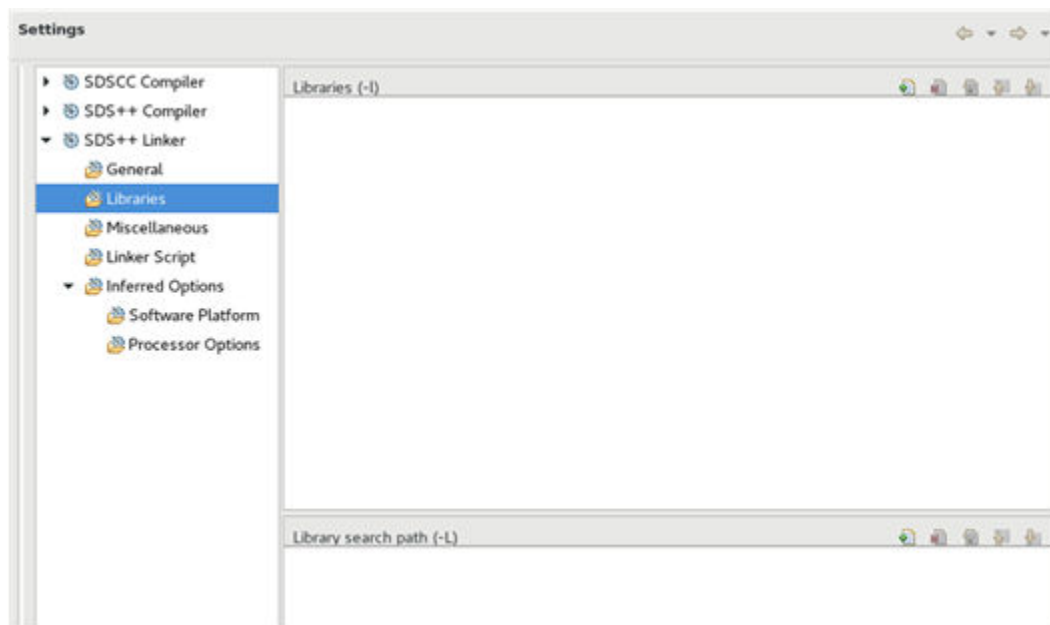 Settings
SDSCC Compiler
SDS++ Compiler
SDS++ Linker
General
Libraries
Miscellaneous
Linker Script
Inferred Options
Software Platform
Processor Options
Libraries (-l)
Library search path (-L)